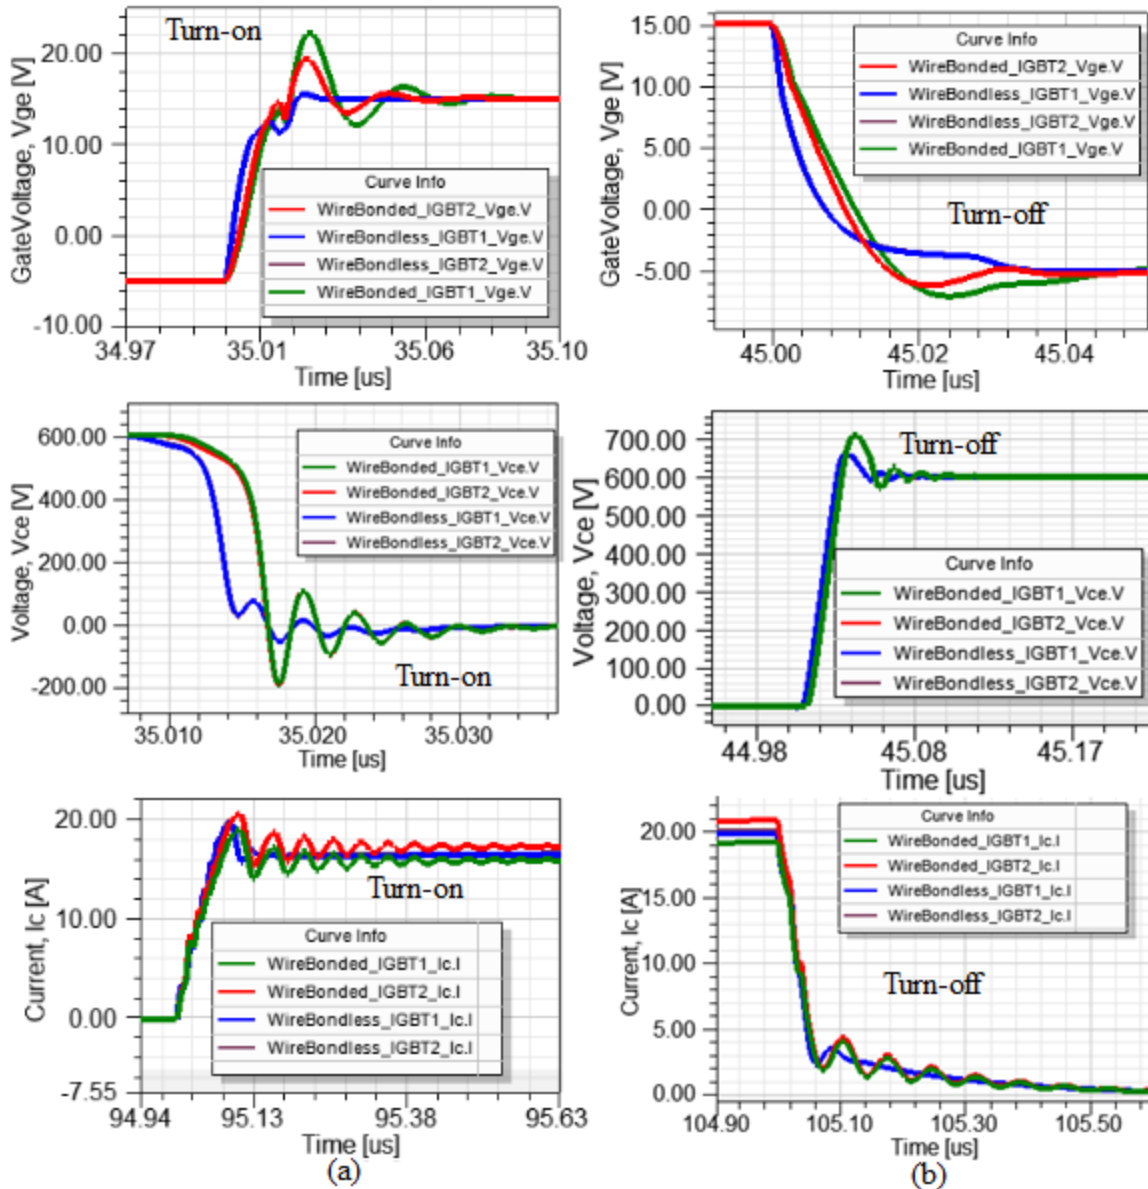 Turn-on
GateVoltage, Vge [V]
20.00
10.00
0.00
-10.00
Curve Info
WireBonded_IGBT2_Vge.V
WireBondless_IGBT1_Vge.V
WireBondless_IGBT2_Vge.V
WireBonded_IGBT1_Vge.V
34.97 35.01 35.06 35.10
Time [us]
GateVoltage, Vge [V]
15.00
10.00
5.00
0.00
-5.00
Curve Info
WireBonded_IGBT2_Vge.V
WireBondless_IGBT1_Vge.V
WireBondless_IGBT2_Vge.V
WireBonded_IGBT1_Vge.V
Turn-off
45.00 45.02 45.04
Time [us]
Voltage, Vce [V]
600.00
400.00
200.00
0.00
-200.00
Curve Info
WireBonded_IGBT1_Vce.V
WireBonded_IGBT2_Vce.V
WireBondless_IGBT1_Vce.V
WireBondless_IGBT2_Vce.V
Turn-on
35.010 35.020 35.030
Time [us]
Voltage, Vce [V]
700.00
600.00
500.00
400.00
300.00
200.00
100.00
0.00
Turn-off
Curve Info
WireBonded_IGBT1_Vce.V
WireBonded_IGBT2_Vce.V
WireBondless_IGBT1_Vce.V
WireBondless_IGBT2_Vce.V
44.98 45.08 45.17
Time [us]
Current, Ic [A]
20.00
10.00
0.00
-7.55
Turn-on
Curve Info
WireBonded_IGBT1_Ic.I
WireBonded_IGBT2_Ic.I
WireBondless_IGBT1_Ic.I
WireBondless_IGBT2_Ic.I
94.94 95.13 95.38 95.63
Time [us]
(a)
Current, Ic [A]
20.00
15.00
10.00
5.00
0.00
Curve Info
WireBonded_IGBT1_Ic.I
WireBonded_IGBT2_Ic.I
WireBondless_IGBT1_Ic.I
WireBondless_IGBT2_Ic.I
Turn-off
104.90 105.10 105.30 105.50
Time [us]
(b)